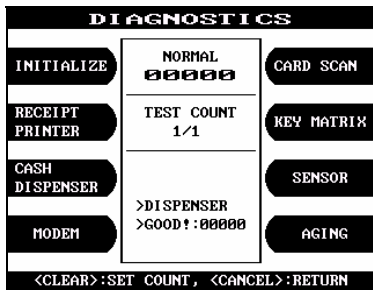 DIAGNOSTICS
INITIALIZE
RECEIPT
PRINTER
CASH
DISPENSER
MODEM
NORMAL
00000
TEST COUNT
1/1
>DISPENSER
>GOOD!:00000
CARD SCAN
KEY MATRIX
SENSOR
AGING
<CLEAR>:SET COUNT, <CANCEL>:RETURN